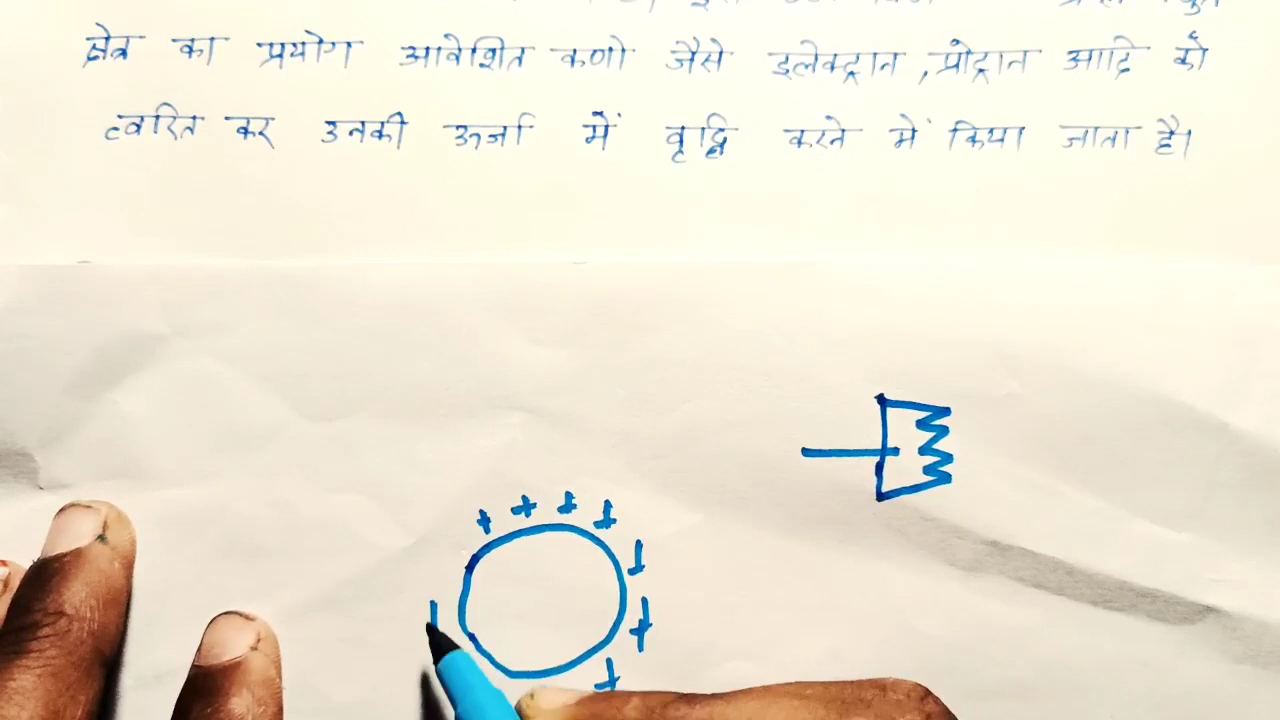 क्षेत्र का प्रयोग आवेशित कणो जैसे इलेक्ट्रान ,प्रोट्रान आदि को
त्वरित कर उनकी ऊर्जा में वृद्धि करने में किया जाता है।
+ + + +
+
+
+